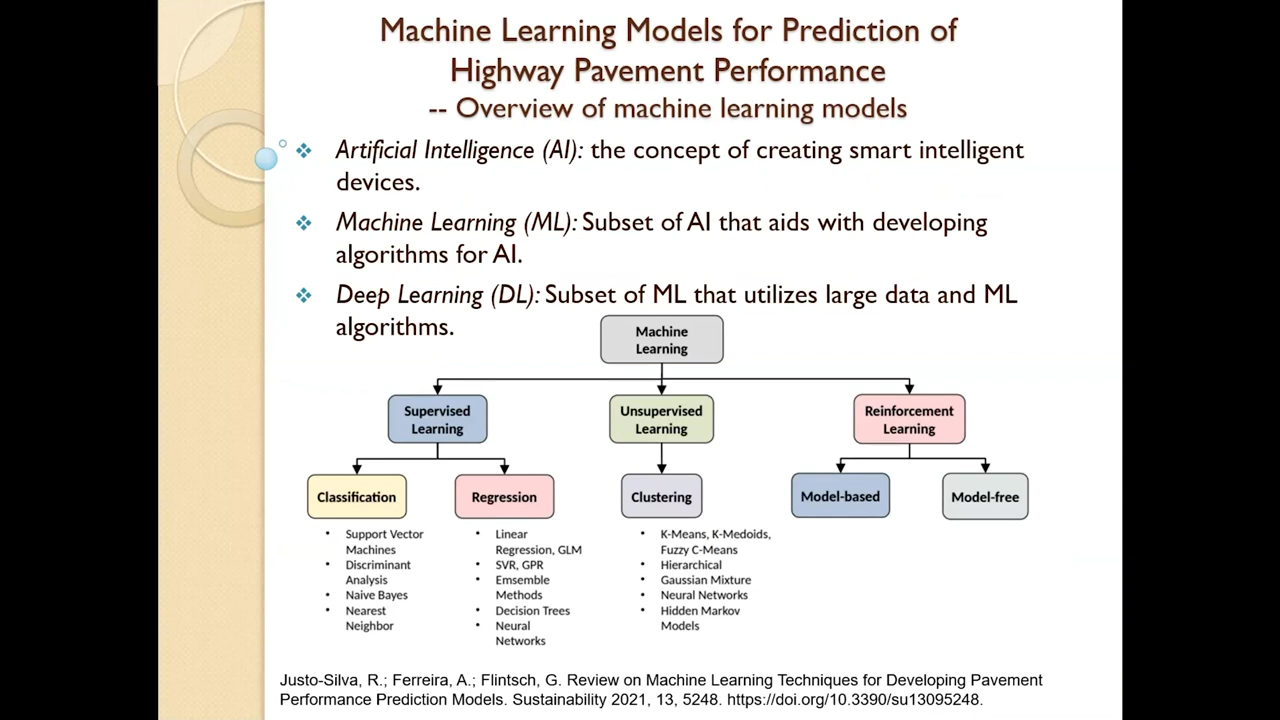 Machine Learning Models for Prediction of
Highway Pavement Performance
-- Overview of machine learning models
Artificial Intelligence (AI): the concept of creating smart intelligent
devices.
Machine Learning (ML): Subset of AI that aids with developing
algorithms for AI.
Deep Learning (DL): Subset of ML that utilizes large data and ML
algorithms.
Machine
Learning
Supervised
Learning
Unsupervised
Learning
Reinforcement
Learning
Classification
Regression
Clustering
Model-based
Model-free
• Support Vector
Machines
• Discriminant
Analysis
• Naive Bayes
• Nearest
Neighbor
• Linear
Regression, GLM
• SVR, GPR
• Emsemble
Methods
• Decision Trees
• Neural
Networks
• K-Means, K-Medoids,
Fuzzy C-Means
• Hierarchical
• Gaussian Mixture
• Neural Networks
• Hidden Markov
Models
Justo-Silva, R.; Ferreira, A.; Flintsch, G. Review on Machine Learning Techniques for Developing Pavement
Performance Prediction Models. Sustainability 2021, 13, 5248. https://doi.org/10.3390/su13095248.